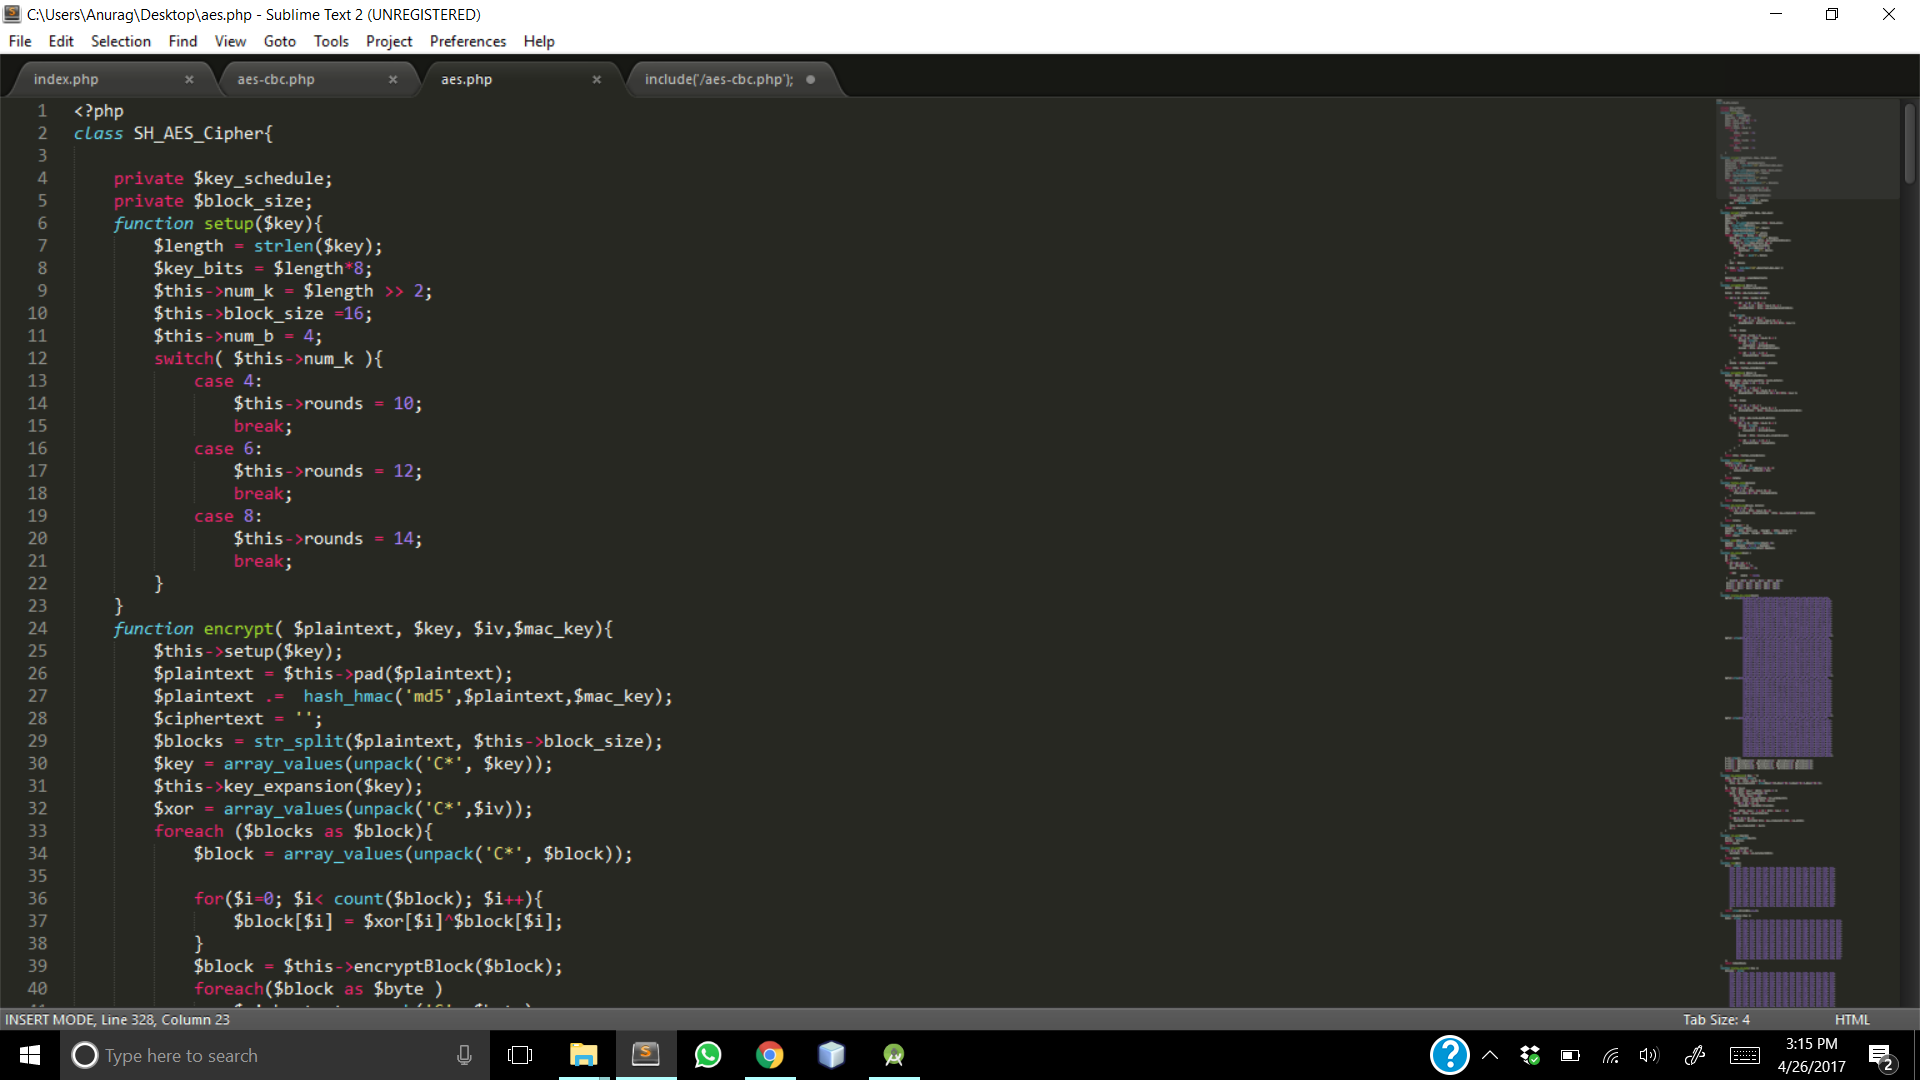 C:\Users\Anurag\Desktop\aes.php - Sublime Text 2 (UNREGISTERED)
File Edit Selection Find View Goto Tools Project Preferences Help
index.php × aes-cbc.php × aes.php × include('/aes-cbc.php');
1 <?php
2 class SH_AES_Cipher{
3
4 private $key_schedule;
5 private $block_size;
6 function setup($key){
7 $length = strlen($key);
8 $key_bits = $length*8;
9 $this->num_k = $length >> 2;
10 $this->block_size =16;
11 $this->num_b = 4;
12 switch( $this->num_k ){
13 case 4:
14 $this->rounds = 10;
15 break;
16 case 6:
17 $this->rounds = 12;
18 break;
19 case 8:
20 $this->rounds = 14;
21 break;
22 }
23 }
24 function encrypt( $plaintext, $key, $iv,$mac_key){
25 $this->setup($key);
26 $plaintext = $this->pad($plaintext);
27 $plaintext .= hash_hmac('md5',$plaintext,$mac_key);
28 $ciphertext = '';
29 $blocks = str_split($plaintext, $this->block_size);
30 $key = array_values(unpack('C*', $key));
31 $this->key_expansion($key);
32 $xor = array_values(unpack('C*',$iv));
33 foreach ($blocks as $block){
34 $block = array_values(unpack('C*', $block));
35
36 for($i=0; $i< count($block); $i++){
37 $block[$i] = $xor[$i]^$block[$i];
38 }
39 $block = $this->encryptBlock($block);
40 foreach($block as $byte )
INSERT MODE, Line 328, Column 23 Tab Size: 4 HTML
Type here to search
3:15 PM
4/26/2017
2